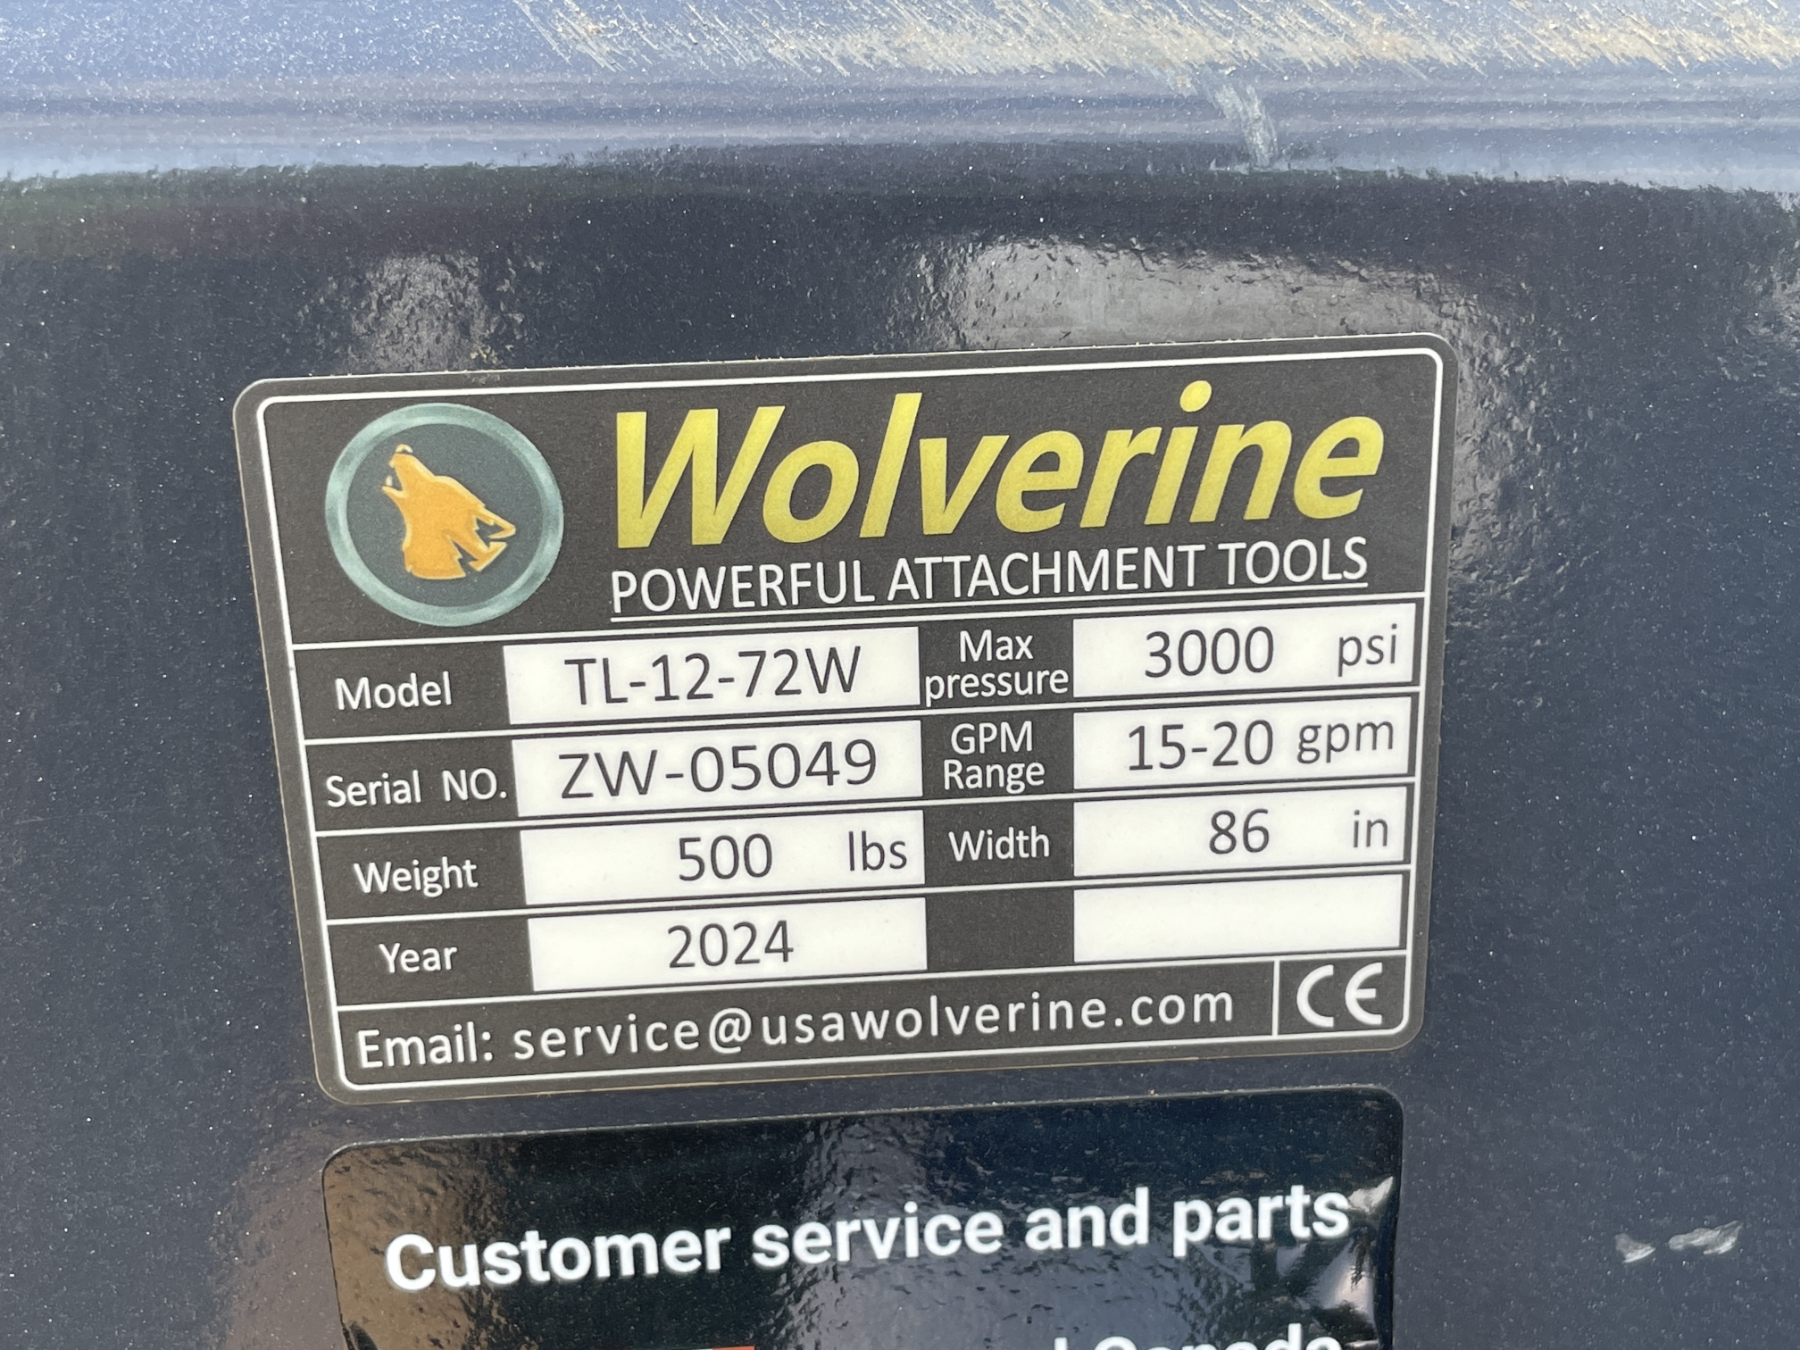 Wolverine
POWERFUL ATTACHMENT TOOLS
Model TL-12-72W Max pressure 3000 psi
Serial NO. ZW-05049 GPM Range 15-20 gpm
Weight 500 lbs Width 86 in
Year 2024
Email: service@usawolverine.com CE
Customer service and parts
Canada